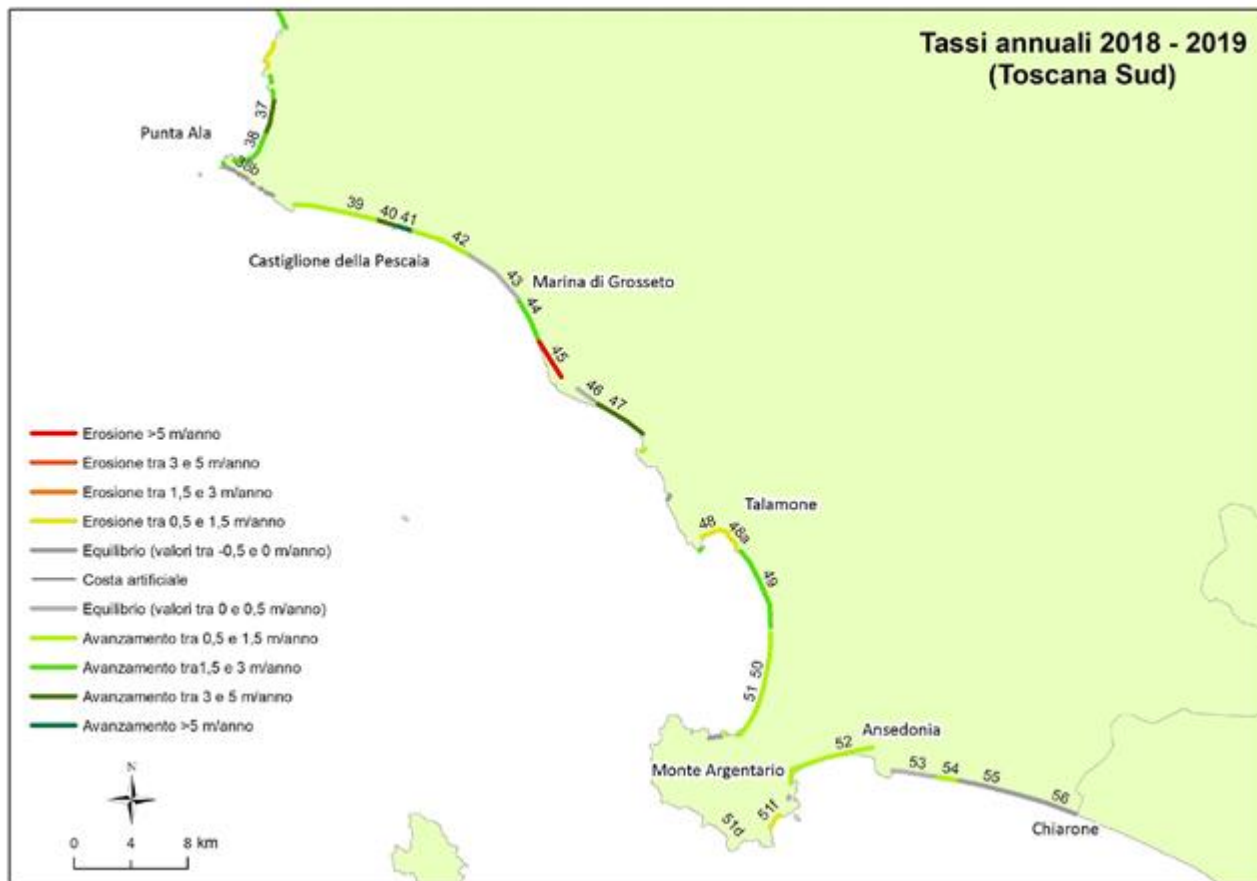 Tassi annuali 2018 - 2019
(Toscana Sud)
37
Punta Ala
38
38b
39
40
41
42
Castiglione della Pescaia
43
Marina di Grosseto
44
45
46
47
Erosione >5 m/anno
Erosione tra 3 e 5 m/anno
Erosione tra 1,5 e 3 m/anno
Erosione tra 0,5 e 1,5 m/anno
Equilibrio (valori tra -0,5 e 0 m/anno)
Costa artificiale
Equilibrio (valori tra 0 e 0,5 m/anno)
Avanzamento tra 0,5 e 1,5 m/anno
Avanzamento tra1,5 e 3 m/anno
Avanzamento tra 3 e 5 m/anno
Avanzamento >5 m/anno
Talamone
48
48a
49
50
51
Ansedonia
52
Monte Argentario
53
54
55
56
51f
51d
Chiarone
N
0 4 8 km